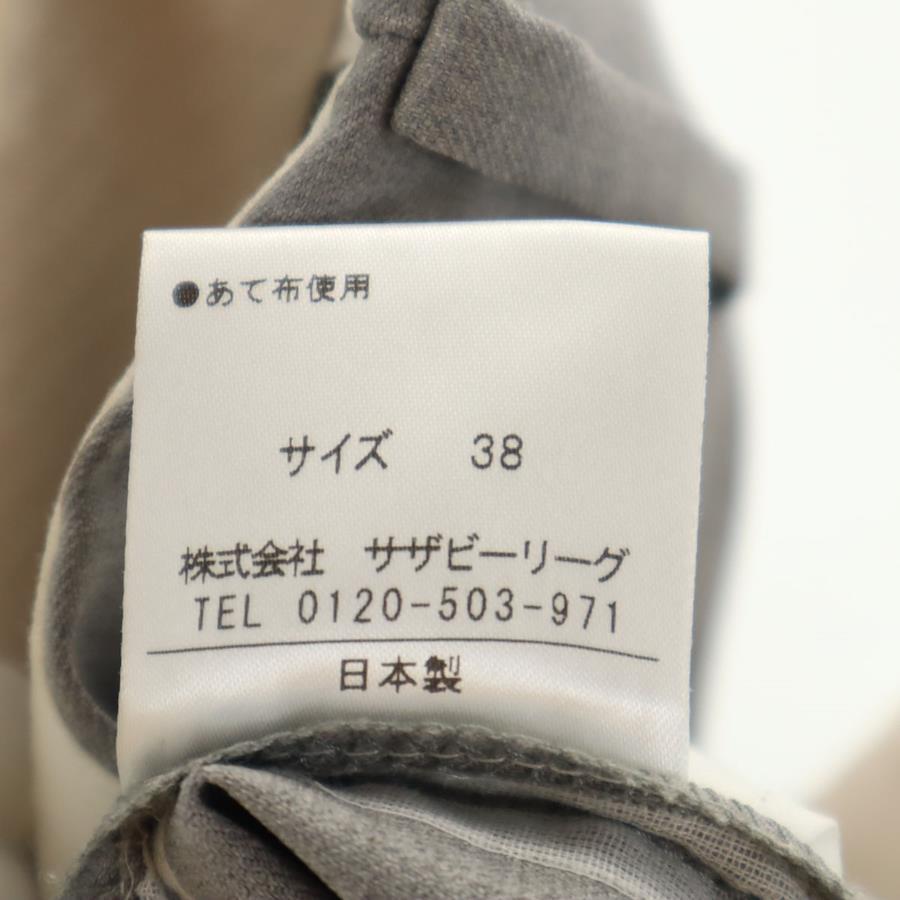 ●あて布使用
サイズ 38
株式会社 サザビーリーグ
TEL 0120-503-971
日本製